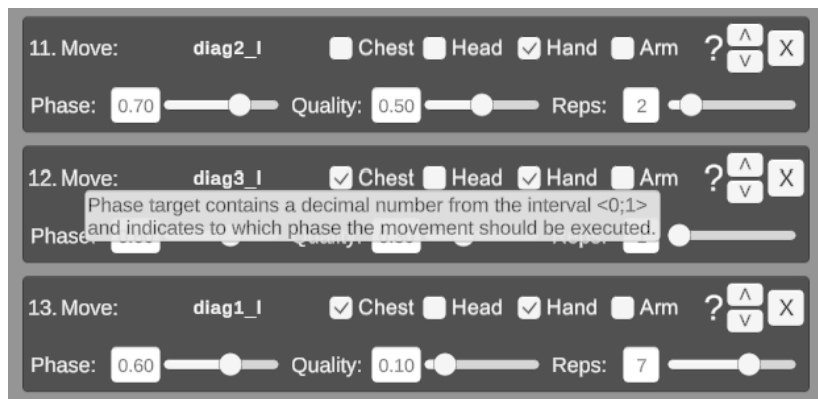 11. Move: diag2_l Chest Head Hand Arm ? ᐱ X
ᐯ
Phase: 0.70 Quality: 0.50 Reps: 2
12. Move: diag3_l Chest Head Hand Arm ? ᐱ X
ᐯ
Phase target contains a decimal number from the interval <0;1>
and indicates to which phase the movement should be executed.
Phase:
13. Move: diag1_l Chest Head Hand Arm ? ᐱ X
ᐯ
Phase: 0.60 Quality: 0.10 Reps: 7